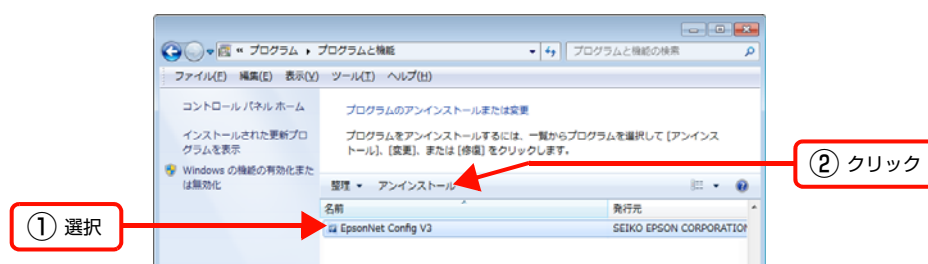 « プログラム ▸ プログラムと機能
プログラムと機能の検索
ファイル(F) 編集(E) 表示(V) ツール(T) ヘルプ(H)
コントロール パネル ホーム
インストールされた更新プロ
グラムを表示
Windows の機能の有効化また
は無効化
プログラムのアンインストールまたは変更
プログラムをアンインストールするには、一覧からプログラムを選択して [アンインス
トール]、[変更]、または [修復] をクリックします。
整理 ▼ アンインストール
名前 発行元
EpsonNet Config V3 SEIKO EPSON CORPORATION
① 選択
② クリック